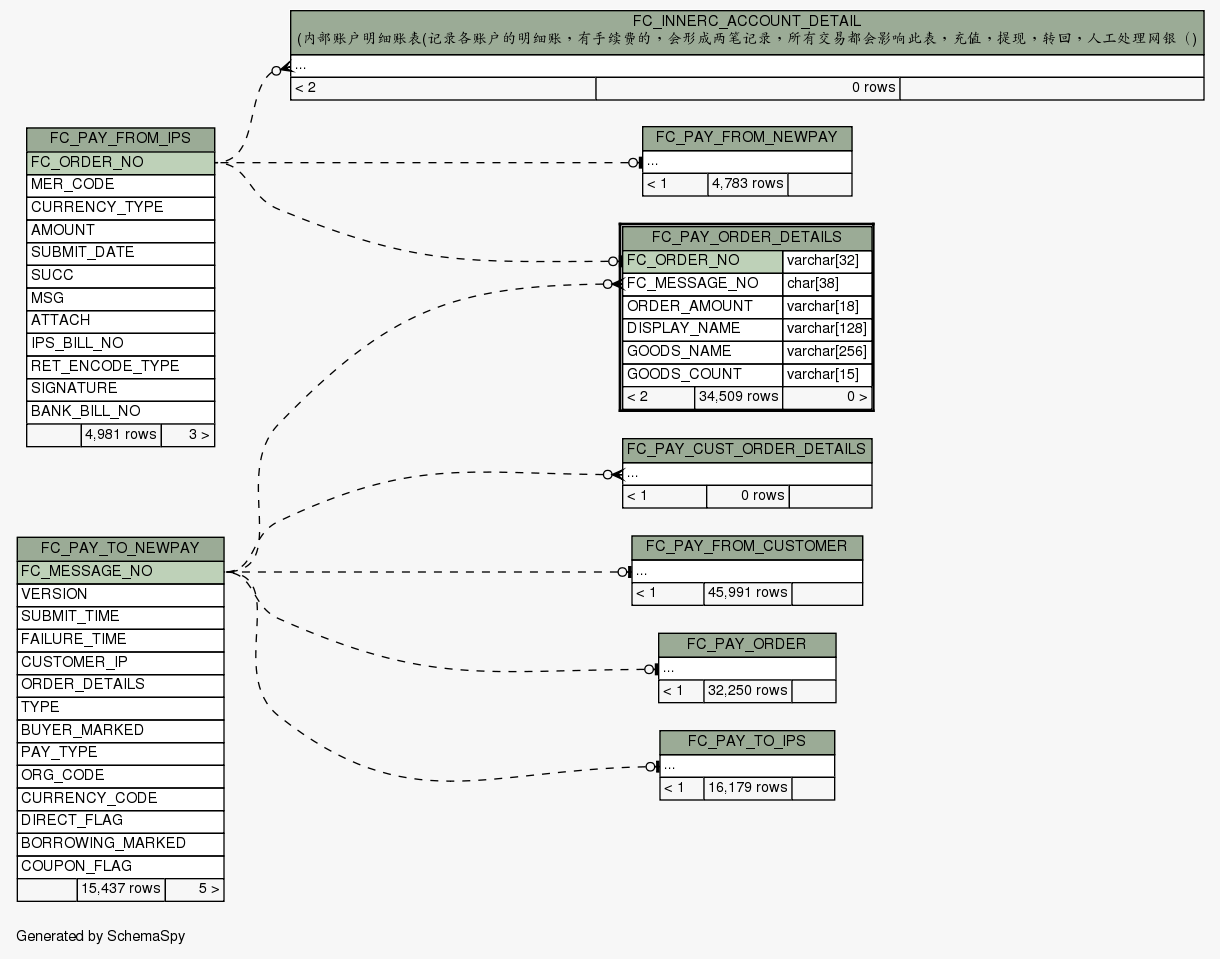 FC_INNERC_ACCOUNT_DETAIL
(内部账户明细账表(记录各账户的明细账，有手续费的，会形成两笔记录，所有交易都会影响此表，充值，提现，转回，人工处理网银（)
...
< 2 0 rows
FC_PAY_FROM_IPS
FC_ORDER_NO
MER_CODE
CURRENCY_TYPE
AMOUNT
SUBMIT_DATE
SUCC
MSG
ATTACH
IPS_BILL_NO
RET_ENCODE_TYPE
SIGNATURE
BANK_BILL_NO
4,981 rows 3 >
FC_PAY_FROM_NEWPAY
...
< 1 4,783 rows
FC_PAY_ORDER_DETAILS
FC_ORDER_NO varchar[32]
FC_MESSAGE_NO char[38]
ORDER_AMOUNT varchar[18]
DISPLAY_NAME varchar[128]
GOODS_NAME varchar[256]
GOODS_COUNT varchar[15]
< 2 34,509 rows 0 >
FC_PAY_CUST_ORDER_DETAILS
...
< 1 0 rows
FC_PAY_TO_NEWPAY
FC_MESSAGE_NO
VERSION
SUBMIT_TIME
FAILURE_TIME
CUSTOMER_IP
ORDER_DETAILS
TYPE
BUYER_MARKED
PAY_TYPE
ORG_CODE
CURRENCY_CODE
DIRECT_FLAG
BORROWING_MARKED
COUPON_FLAG
15,437 rows 5 >
FC_PAY_FROM_CUSTOMER
...
< 1 45,991 rows
FC_PAY_ORDER
...
< 1 32,250 rows
FC_PAY_TO_IPS
...
< 1 16,179 rows
Generated by SchemaSpy